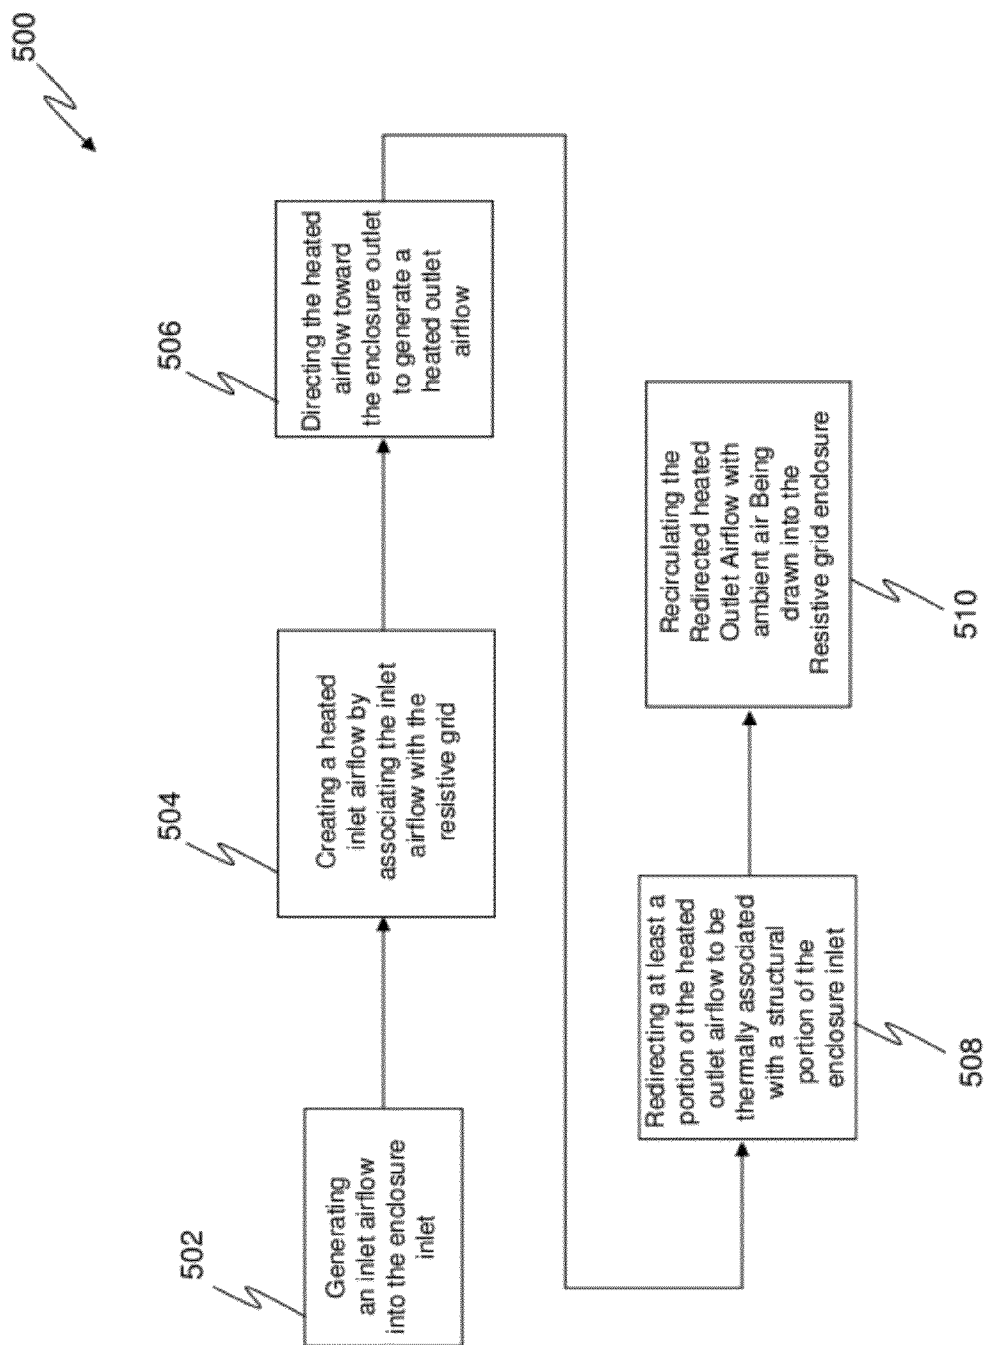 500
502
Generating
an inlet airflow
into the enclosure
inlet
504
Creating a heated
inlet airflow by
associating the inlet
airflow with the
resistive grid
506
Directing the heated
airflow toward
the enclosure outlet
to generate a
heated outlet
airflow
Redirecting at least a
portion of the heated
outlet airflow to be
thermally associated
with a structural
portion of the
enclosure inlet
508
Recirculating the
Redirected heated
Outlet Airflow with
ambient air Being
drawn into the
Resistive grid enclosure
510